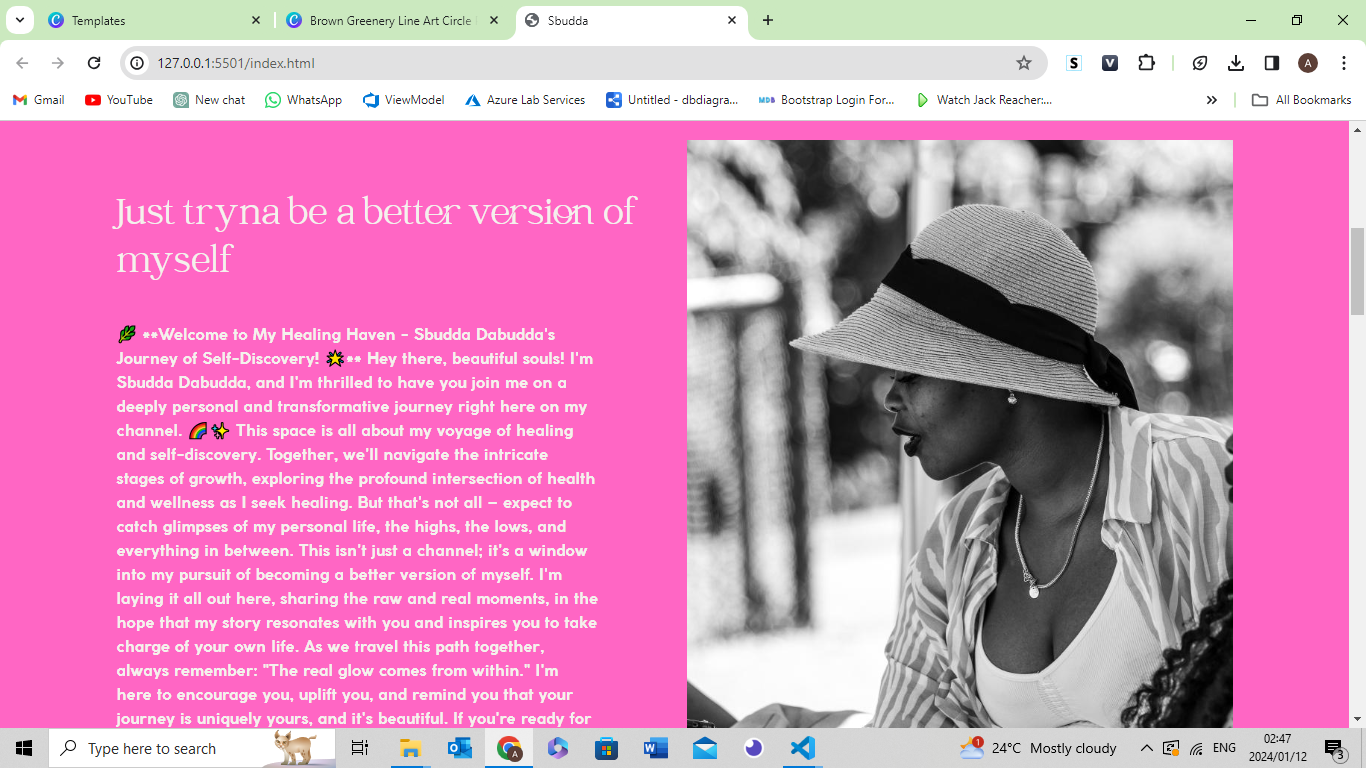 Templates
Brown Greenery Line Art Circle
Sbudda
127.0.0.1:5501/index.html
S
V
A
Gmail
YouTube
New chat
WhatsApp
ViewModel
Azure Lab Services
Untitled - dbdiagra...
MDB
Bootstrap Login For...
Watch Jack Reacher:...
All Bookmarks
Just tryna be a better version of
myself
🌿 **Welcome to My Healing Haven - Sbudda Dabudda's
Journey of Self-Discovery! 🌟** Hey there, beautiful souls! I'm
Sbudda Dabudda, and I'm thrilled to have you join me on a
deeply personal and transformative journey right here on my
channel. 🌈✨ This space is all about my voyage of healing
and self-discovery. Together, we'll navigate the intricate
stages of growth, exploring the profound intersection of health
and wellness as I seek healing. But that's not all – expect to
catch glimpses of my personal life, the highs, the lows, and
everything in between. This isn't just a channel; it's a window
into my pursuit of becoming a better version of myself. I'm
laying it all out here, sharing the raw and real moments, in the
hope that my story resonates with you and inspires you to take
charge of your own life. As we travel this path together,
always remember: "The real glow comes from within." I'm
here to encourage you, uplift you, and remind you that your
journey is uniquely yours, and it's beautiful. If you're ready for
Type here to search
A
1
24°C Mostly cloudy
ENG
02:47
2024/01/12
3